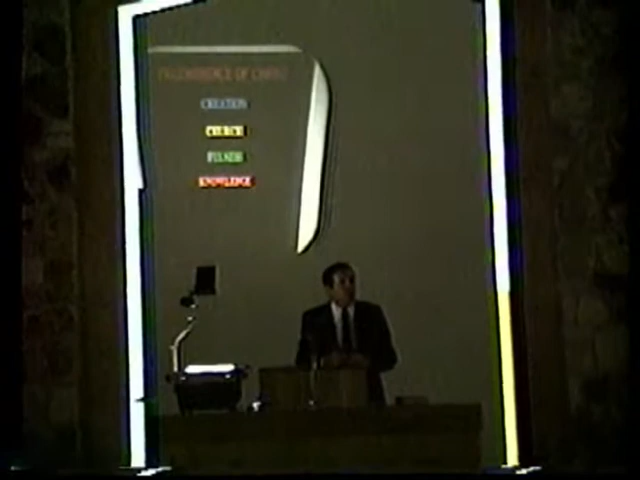 PREEMINENCE OF CHRIST
CREATION
CHURCH
FULNESS
KNOWLEDGE